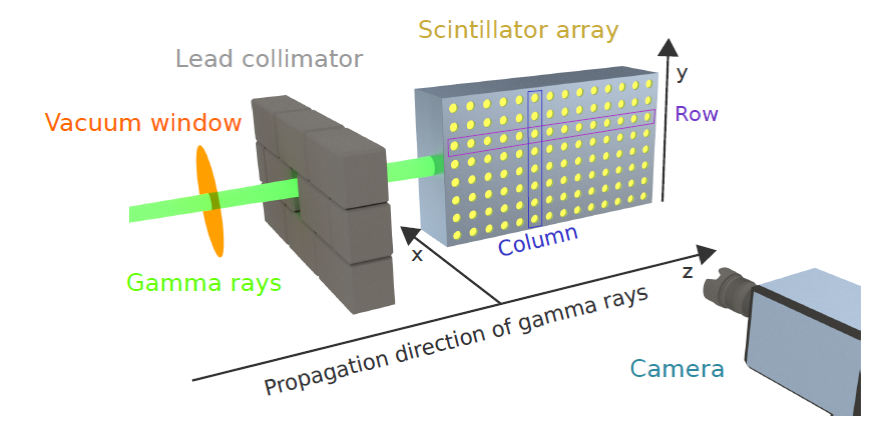 Scintillator array
Lead collimator
y
Row
Vacuum window
Column
x
z
Gamma rays
Propagation direction of gamma rays
Camera